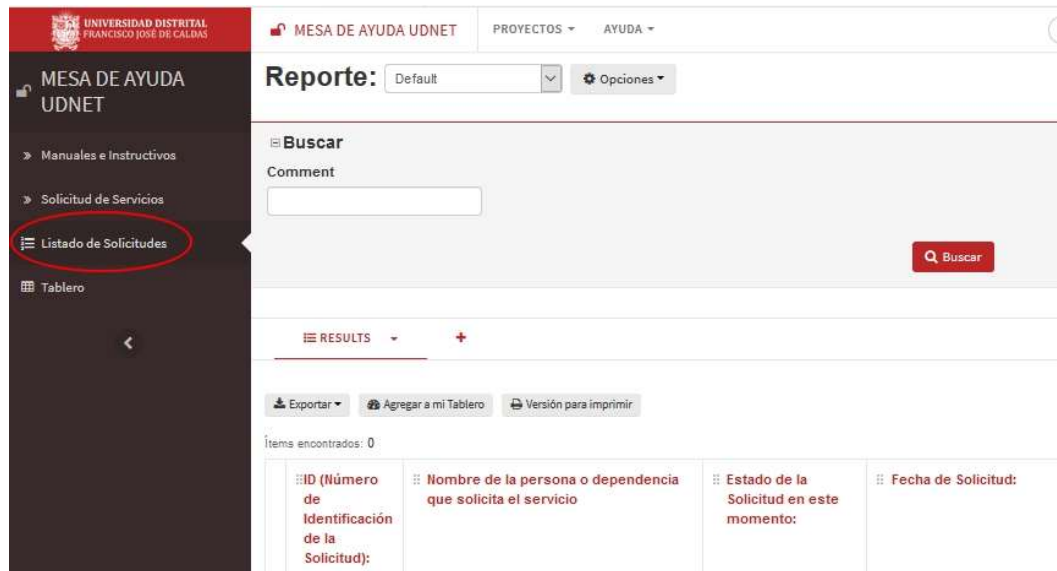 UNIVERSIDAD DISTRITAL
FRANCISCO JOSÉ DE CALDAS
MESA DE AYUDA UDNET
PROYECTOS
AYUDA
MESA DE AYUDA
UDNET
Manuales e Instructivos
Solicitud de Servicios
Listado de Solicitudes
Tablero
Reporte: Default Opciones
Buscar
Comment
Buscar
RESULTS +
Exportar Agregar a mi Tablero Versión para imprimir
Ítems encontrados: 0
ID (Número
de
Identificación
de la
Solicitud):
Nombre de la persona o dependencia
que solicita el servicio
Estado de la
Solicitud en este
momento:
Fecha de Solicitud: